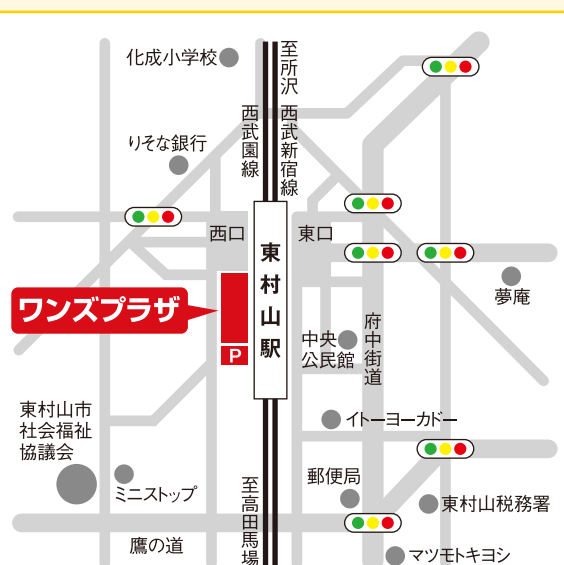 至所沢
化成小学校
西武園線
西武新宿線
りそな銀行
西口
東口
東村山駅
夢庵
ワンズプラザ
P
中央
公民館
府中街道
東村山市
社会福祉
協議会
イトーヨーカドー
ミニストップ
郵便局
至高田馬場
東村山税務署
鷹の道
マツモトキヨシ